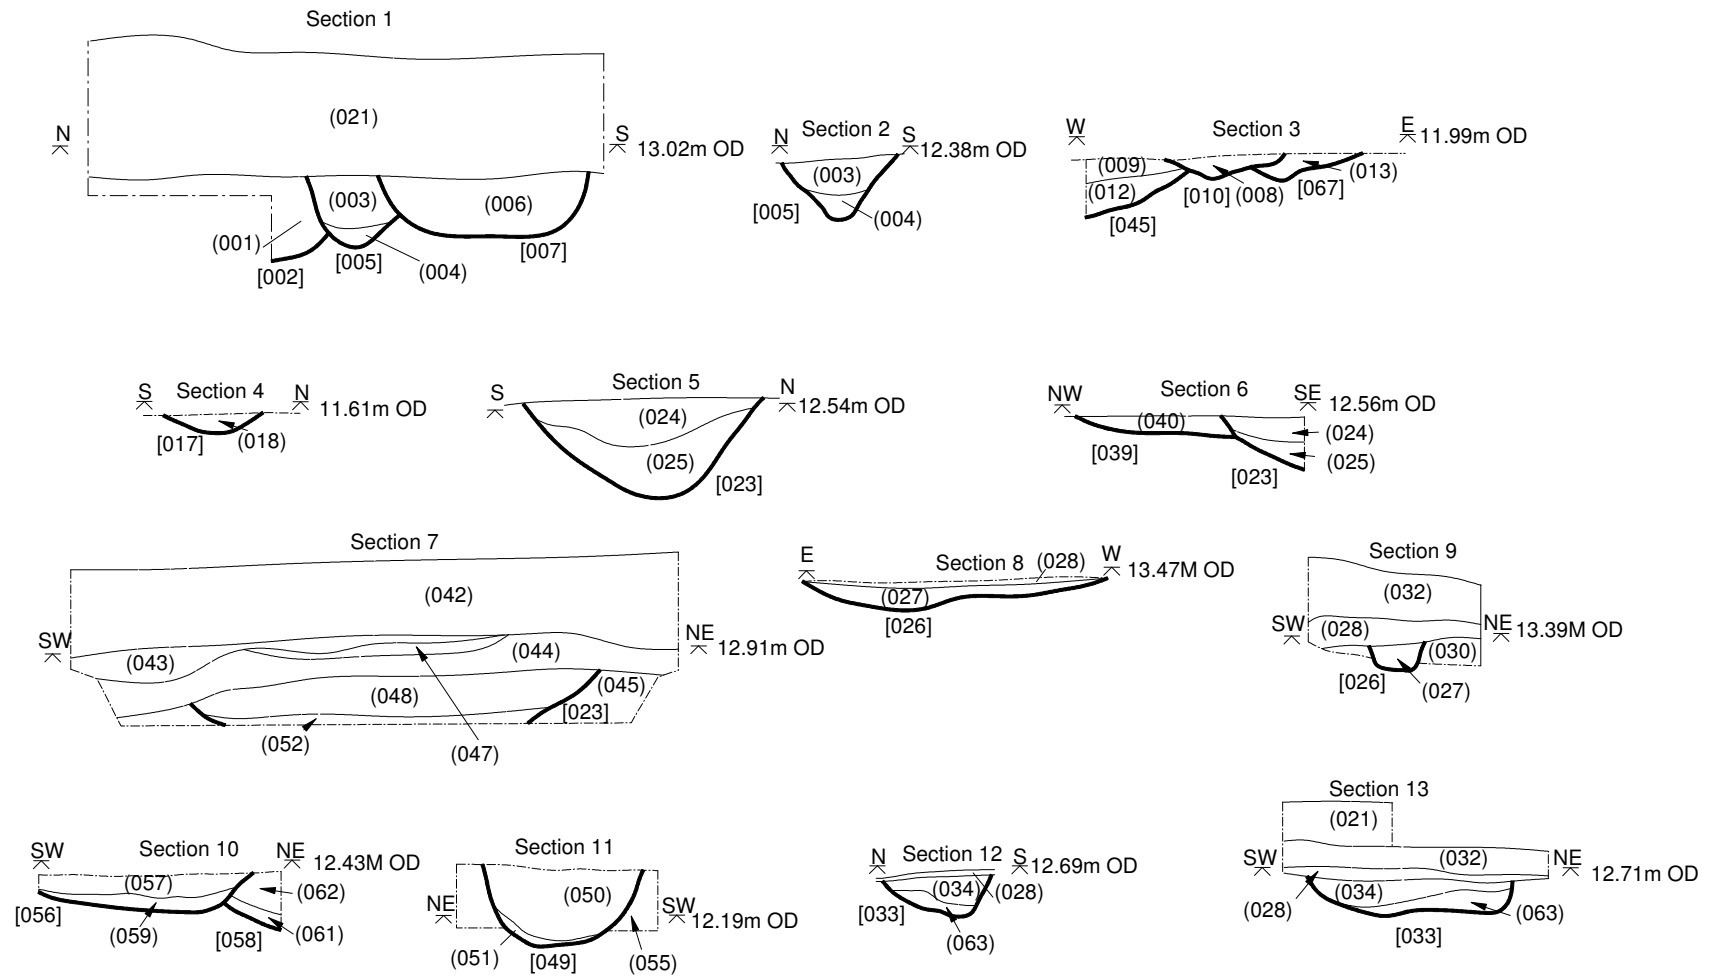 Section 1
(021)
N
S 13.02m OD
(003)
(006)
(001)
[002]
[005]
(004)
[007]
Section 2
N
S 12.38m OD
(003)
[005]
(004)
Section 3
W
E 11.99m OD
(009)
(012)
[045]
[010]
(008)
[067]
(013)
Section 4
S
N
11.61m OD
[017]
(018)
Section 5
S
N
12.54m OD
(024)
(025)
[023]
Section 6
NW
SE
12.56m OD
(040)
(024)
(025)
[039]
[023]
Section 7
(042)
SW
NE
12.91m OD
(043)
(044)
(048)
(045)
[023]
(052)
(047)
Section 8
E
W
(028)
13.47M OD
(027)
[026]
Section 9
(032)
SW
NE
13.39M OD
(028)
(030)
[026]
(027)
Section 10
SW
NE
12.43M OD
(057)
(062)
[056]
(059)
[058]
(061)
Section 11
(050)
NE
SW
12.19m OD
(051)
[049]
(055)
Section 12
N
S
12.69m OD
(034)
(028)
[033]
(063)
Section 13
(021)
SW
(032)
NE
12.71m OD
(034)
(028)
(063)
[033]